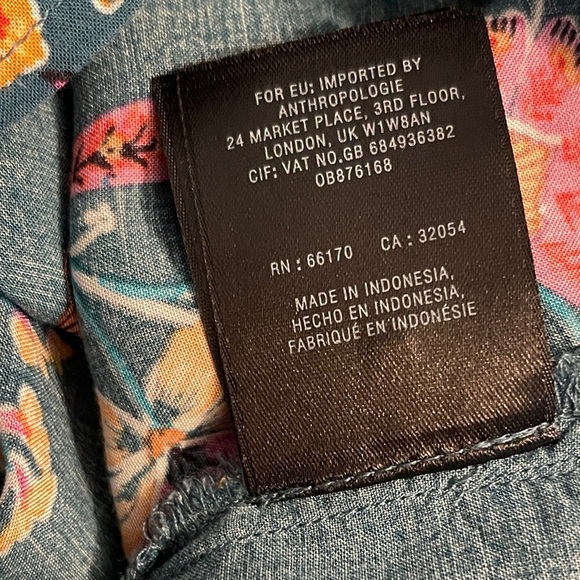 FOR EU: IMPORTED BY
ANTHROPOLOGIE
24 MARKET PLACE, 3RD FLOOR,
LONDON, UK W1W8AN
CIF: VAT NO.GB 684936382
0B876168
RN : 66170 CA : 32054
MADE IN INDONESIA,
HECHO EN INDONESIA,
FABRIQUÉ EN INDONÉSIE